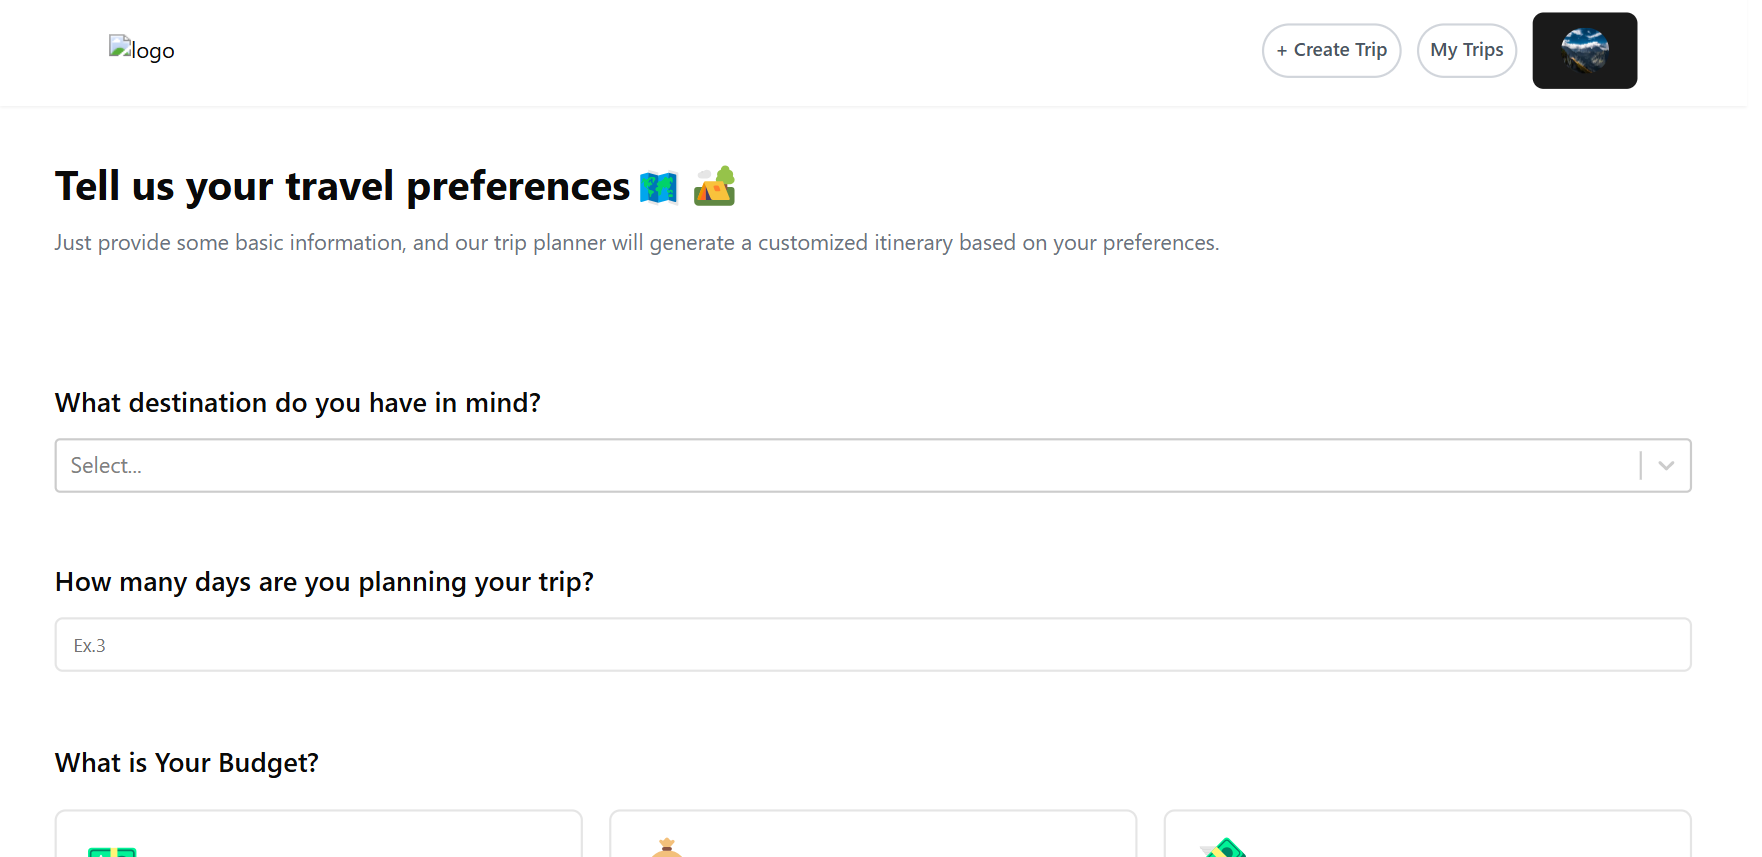 logo
+ Create Trip
My Trips
Tell us your travel preferences
Just provide some basic information, and our trip planner will generate a customized itinerary based on your preferences.
What destination do you have in mind?
Select...
How many days are you planning your trip?
Ex.3
What is Your Budget?